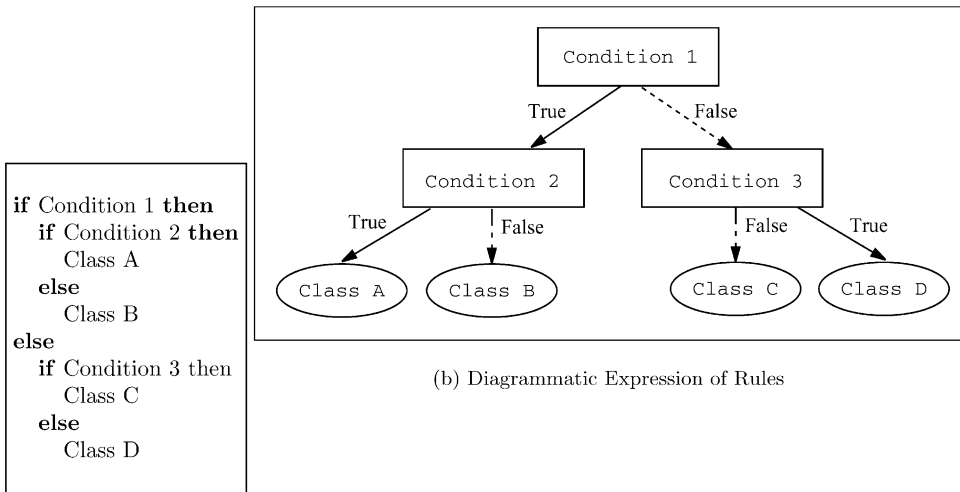 if Condition 1 then
if Condition 2 then
Class A
else
Class B
else
if Condition 3 then
Class C
else
Class D
Condition 1
True
False
Condition 2
Condition 3
True
False
False
True
Class A
Class B
Class C
Class D
(b) Diagrammatic Expression of Rules